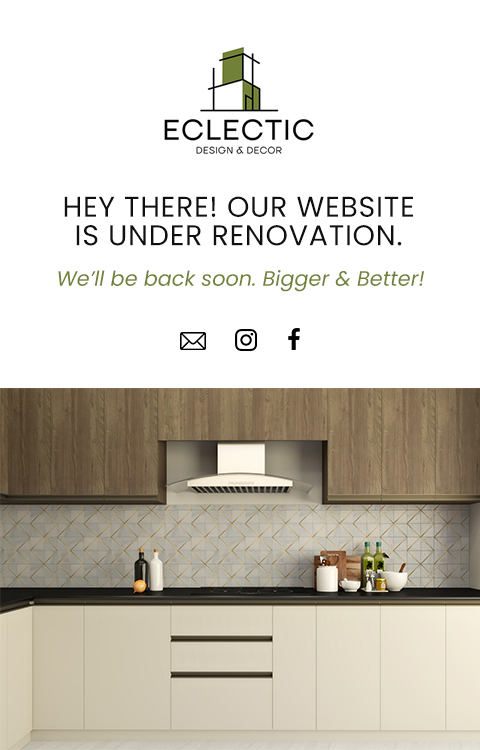 ECLECTIC
DESIGN & DECOR
HEY THERE! OUR WEBSITE
IS UNDER RENOVATION.
We’ll be back soon. Bigger & Better!